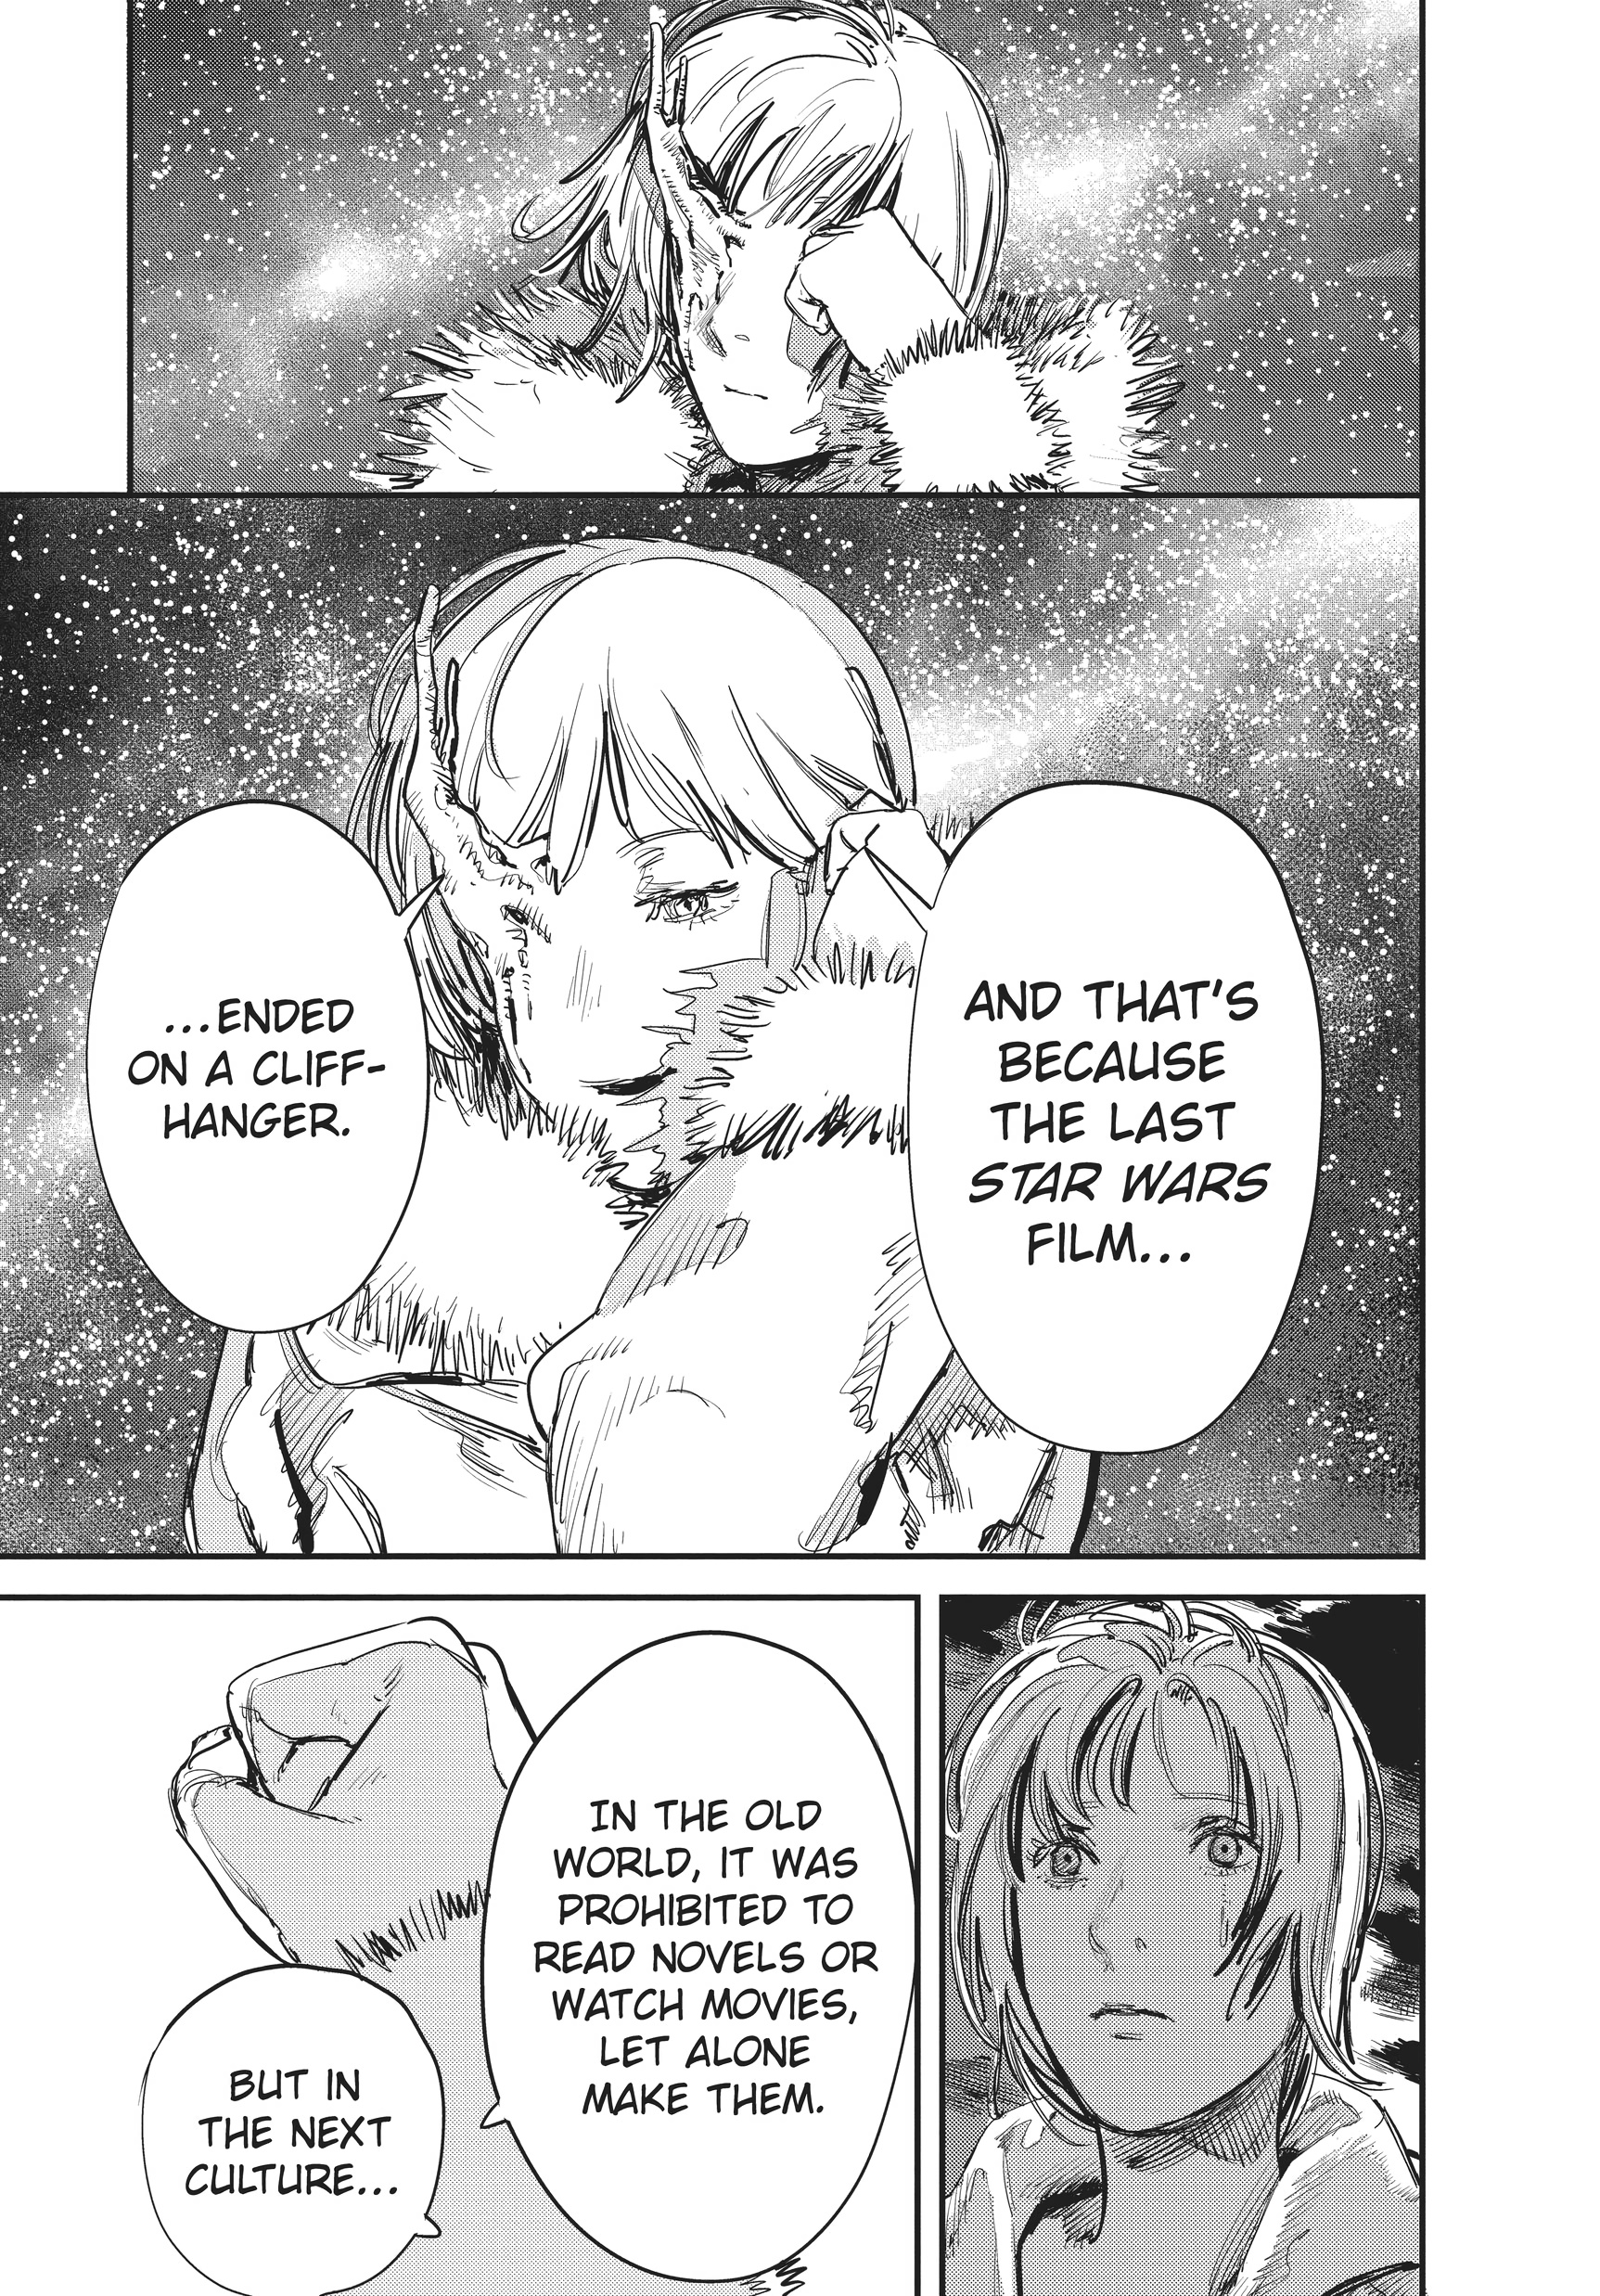 AND THAT'S
BECAUSE
THE LAST
STAR WARS
FILM...
...ENDED
ON A CLIFF-
HANGER.
IN THE OLD
WORLD, IT WAS
PROHIBITED TO
READ NOVELS OR
WATCH MOVIES,
LET ALONE
MAKE THEM.
BUT IN
THE NEXT
CULTURE...